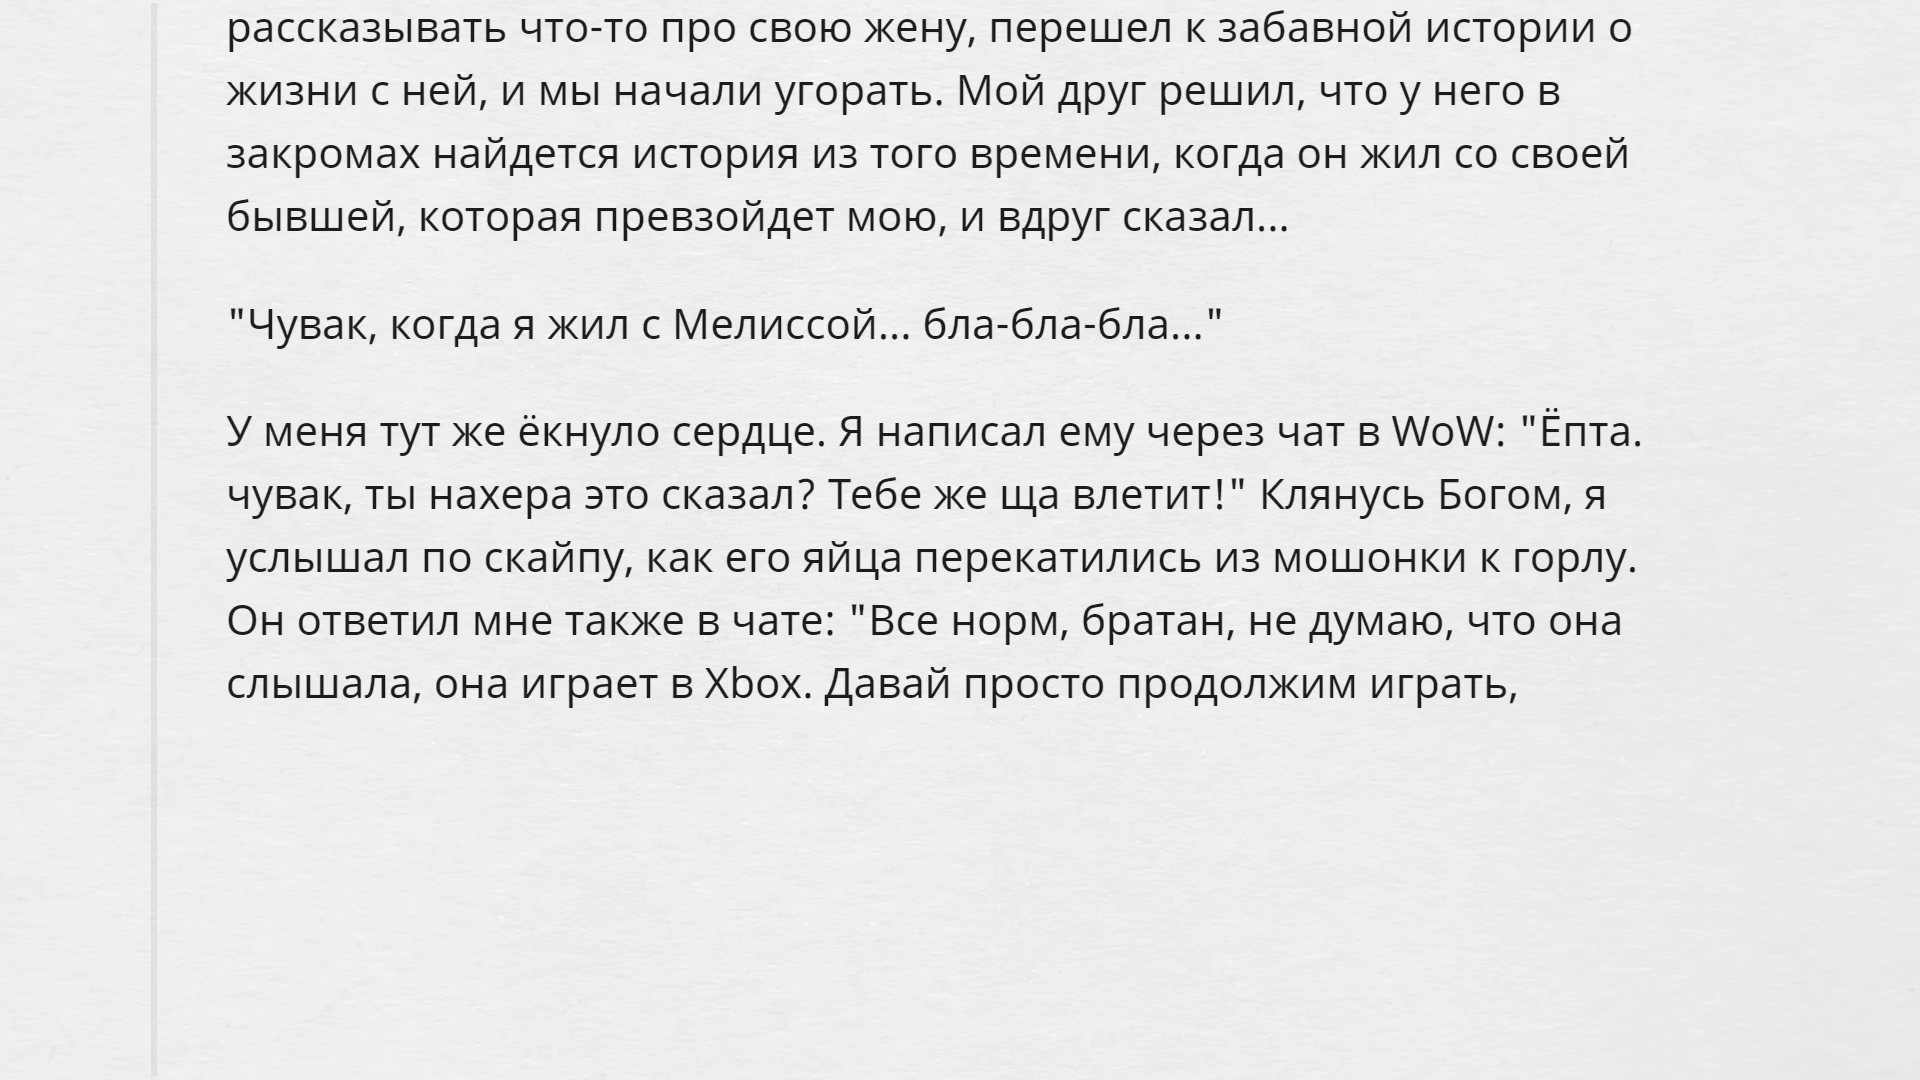 рассказывать что-то про свою жену, перешел к забавной истории о
жизни с ней, и мы начали угорать. Мой друг решил, что у него в
закромах найдется история из того времени, когда он жил со своей
бывшей, которая превзойдет мою, и вдруг сказал...
"Чувак, когда я жил с Мелиссой... бла-бла-бла..."
У меня тут же ёкнуло сердце. Я написал ему через чат в WoW: "Ёпта.
чувак, ты нахера это сказал? Тебе же ща влетит!" Клянусь Богом, я
услышал по скайпу, как его яйца перекатились из мошонки к горлу.
Он ответил мне также в чате: "Все норм, братан, не думаю, что она
слышала, она играет в Xbox. Давай просто продолжим играть,